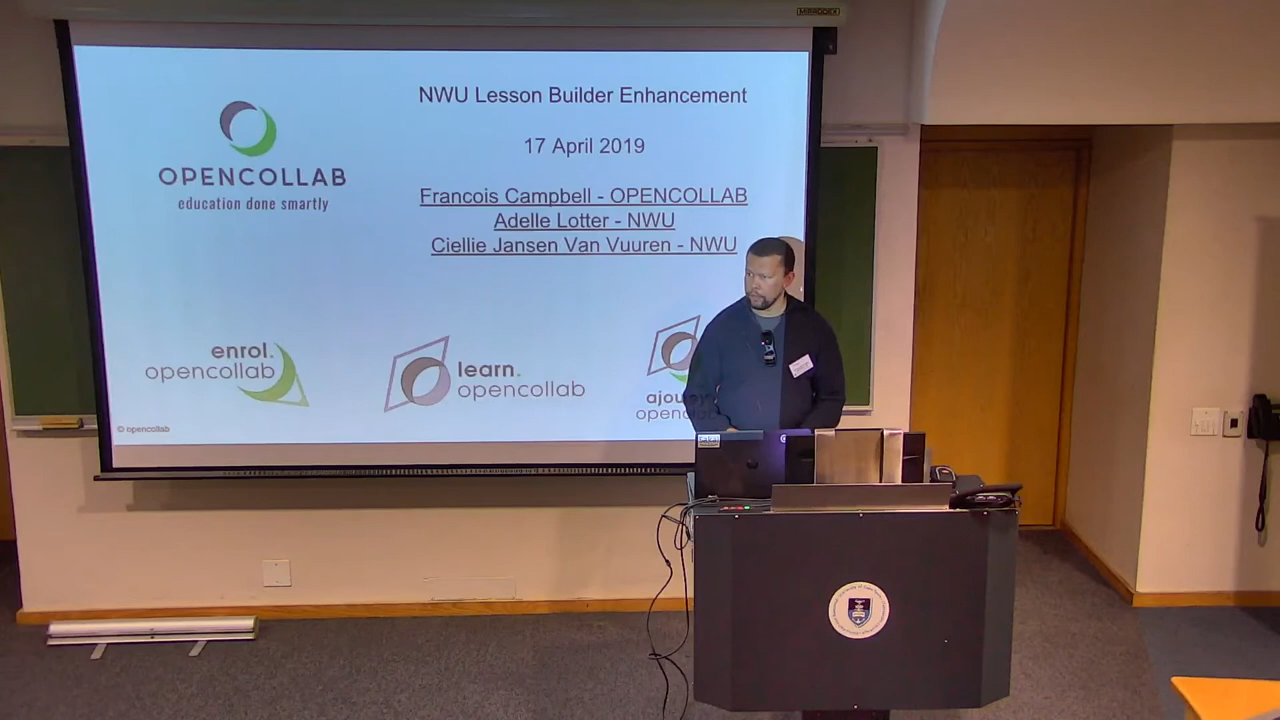 NWU Lesson Builder Enhancement
17 April 2019
OPENCOLLAB
education done smartly
Francois Campbell - OPENCOLLAB
Adelle Lotter - NWU
Ciellie Jansen Van Vuuren - NWU
enrol.
opencollab
learn.
opencollab
© opencollab
Sakai